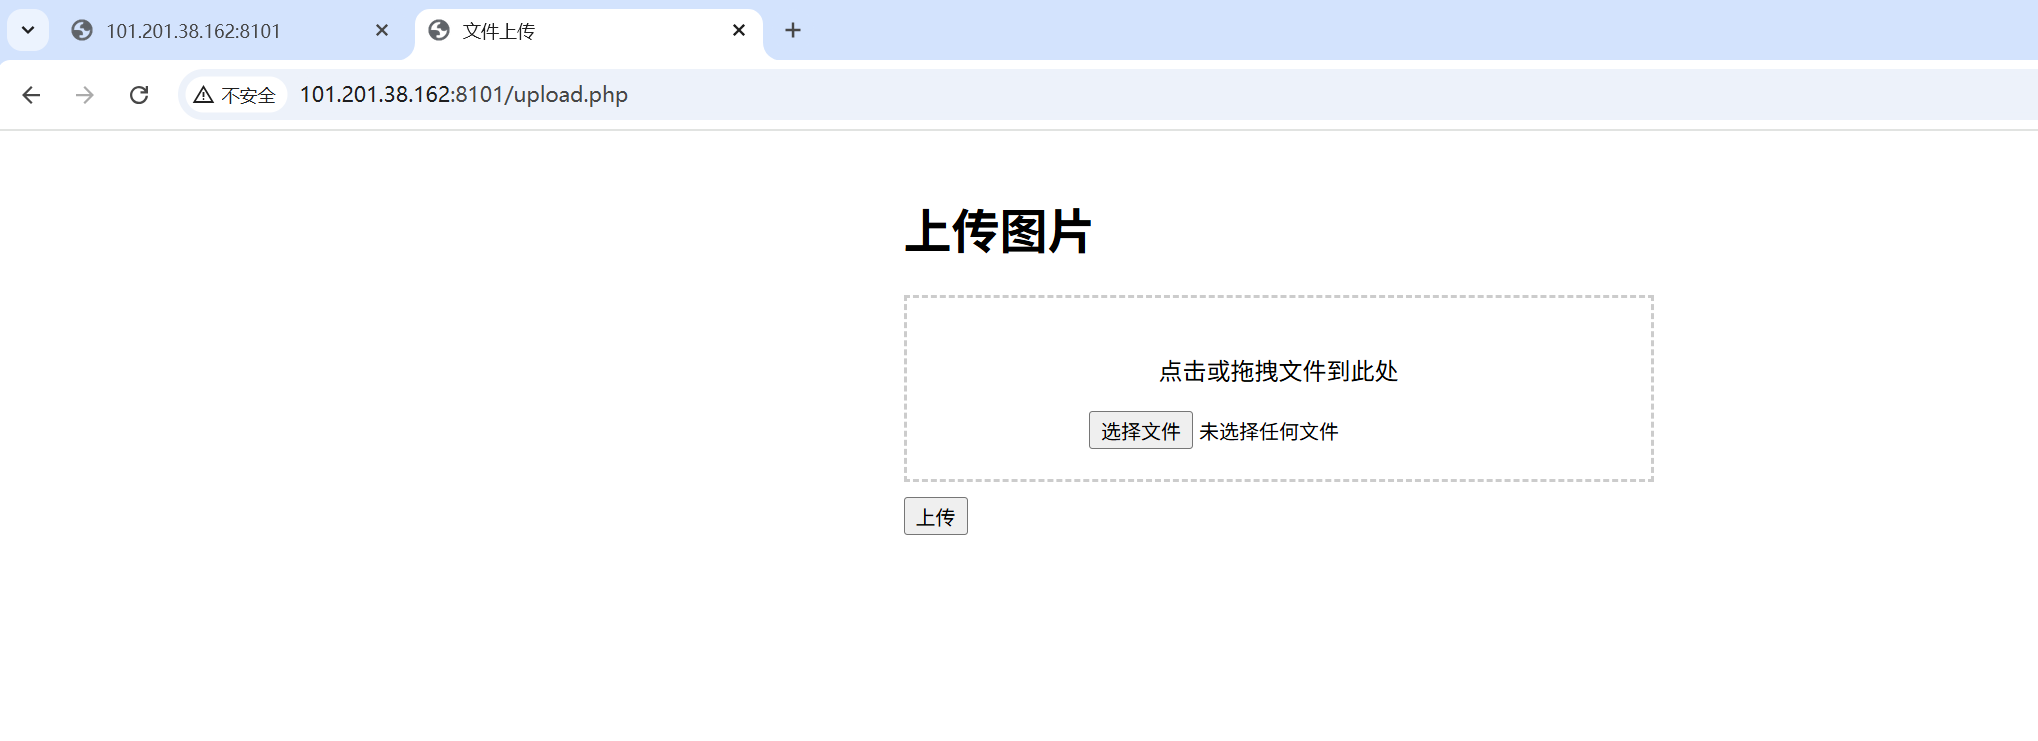 101.201.38.162:8101
文件上传
不安全
101.201.38.162:8101/upload.php
上传图片
点击或拖拽文件到此处
选择文件 未选择任何文件
上传